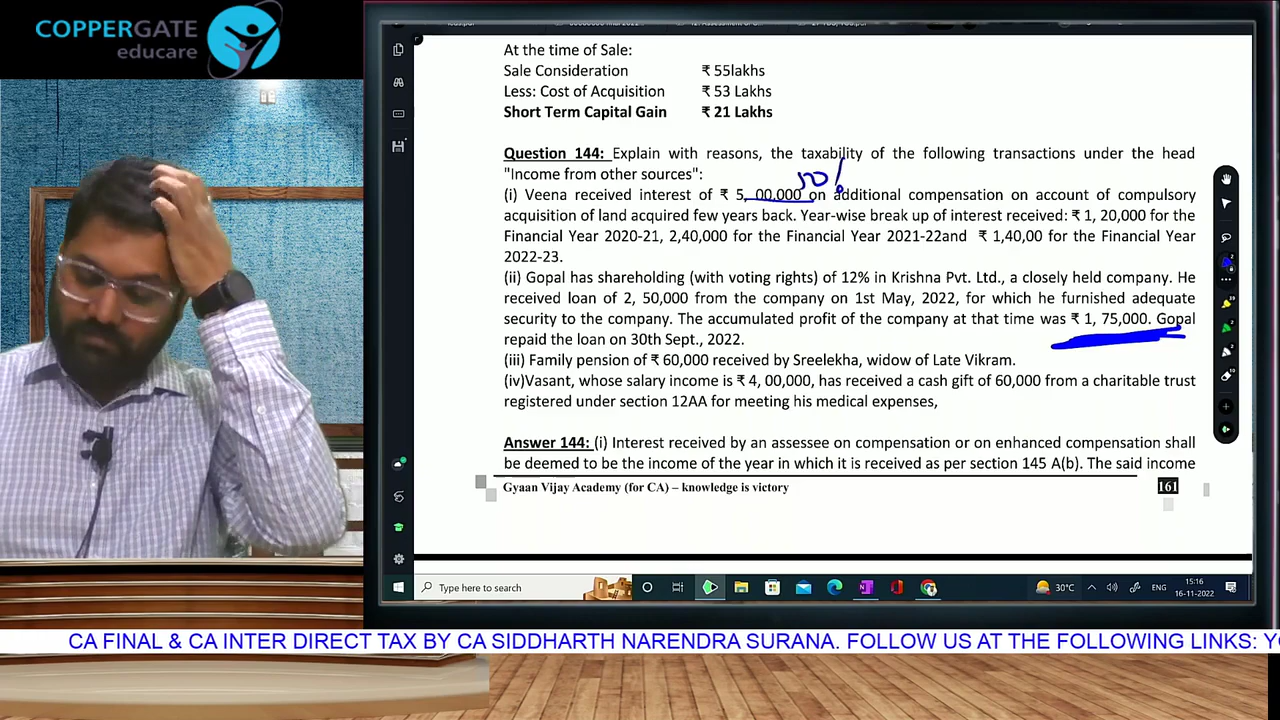 COPPERGATE
educare
At the time of Sale:
Sale Consideration ₹ 55lakhs
Less: Cost of Acquisition ₹ 53 Lakhs
Short Term Capital Gain ₹ 21 Lakhs
Question 144: Explain with reasons, the taxability of the following transactions under the head
"Income from other sources":
50%
(i) Veena received interest of ₹ 5, 00,000 on additional compensation on account of compulsory
acquisition of land acquired few years back. Year-wise break up of interest received: ₹ 1, 20,000 for the
Financial Year 2020-21, 2,40,000 for the Financial Year 2021-22and ₹ 1,40,00 for the Financial Year
2022-23.
(ii) Gopal has shareholding (with voting rights) of 12% in Krishna Pvt. Ltd., a closely held company. He
received loan of 2, 50,000 from the company on 1st May, 2022, for which he furnished adequate
security to the company. The accumulated profit of the company at that time was ₹ 1, 75,000. Gopal
repaid the loan on 30th Sept., 2022.
(iii) Family pension of ₹ 60,000 received by Sreelekha, widow of Late Vikram.
(iv)Vasant, whose salary income is ₹ 4, 00,000, has received a cash gift of 60,000 from a charitable trust
registered under section 12AA for meeting his medical expenses,
Answer 144: (i) Interest received by an assessee on compensation or on enhanced compensation shall
be deemed to be the income of the year in which it is received as per section 145 A(b). The said income
Gyaan Vijay Academy (for CA) – knowledge is victory 161
Type here to search
30°C
ENG
15:16
16-11-2022
CA FINAL & CA INTER DIRECT TAX BY CA SIDDHARTH NARENDRA SURANA. FOLLOW US AT THE FOLLOWING LINKS: